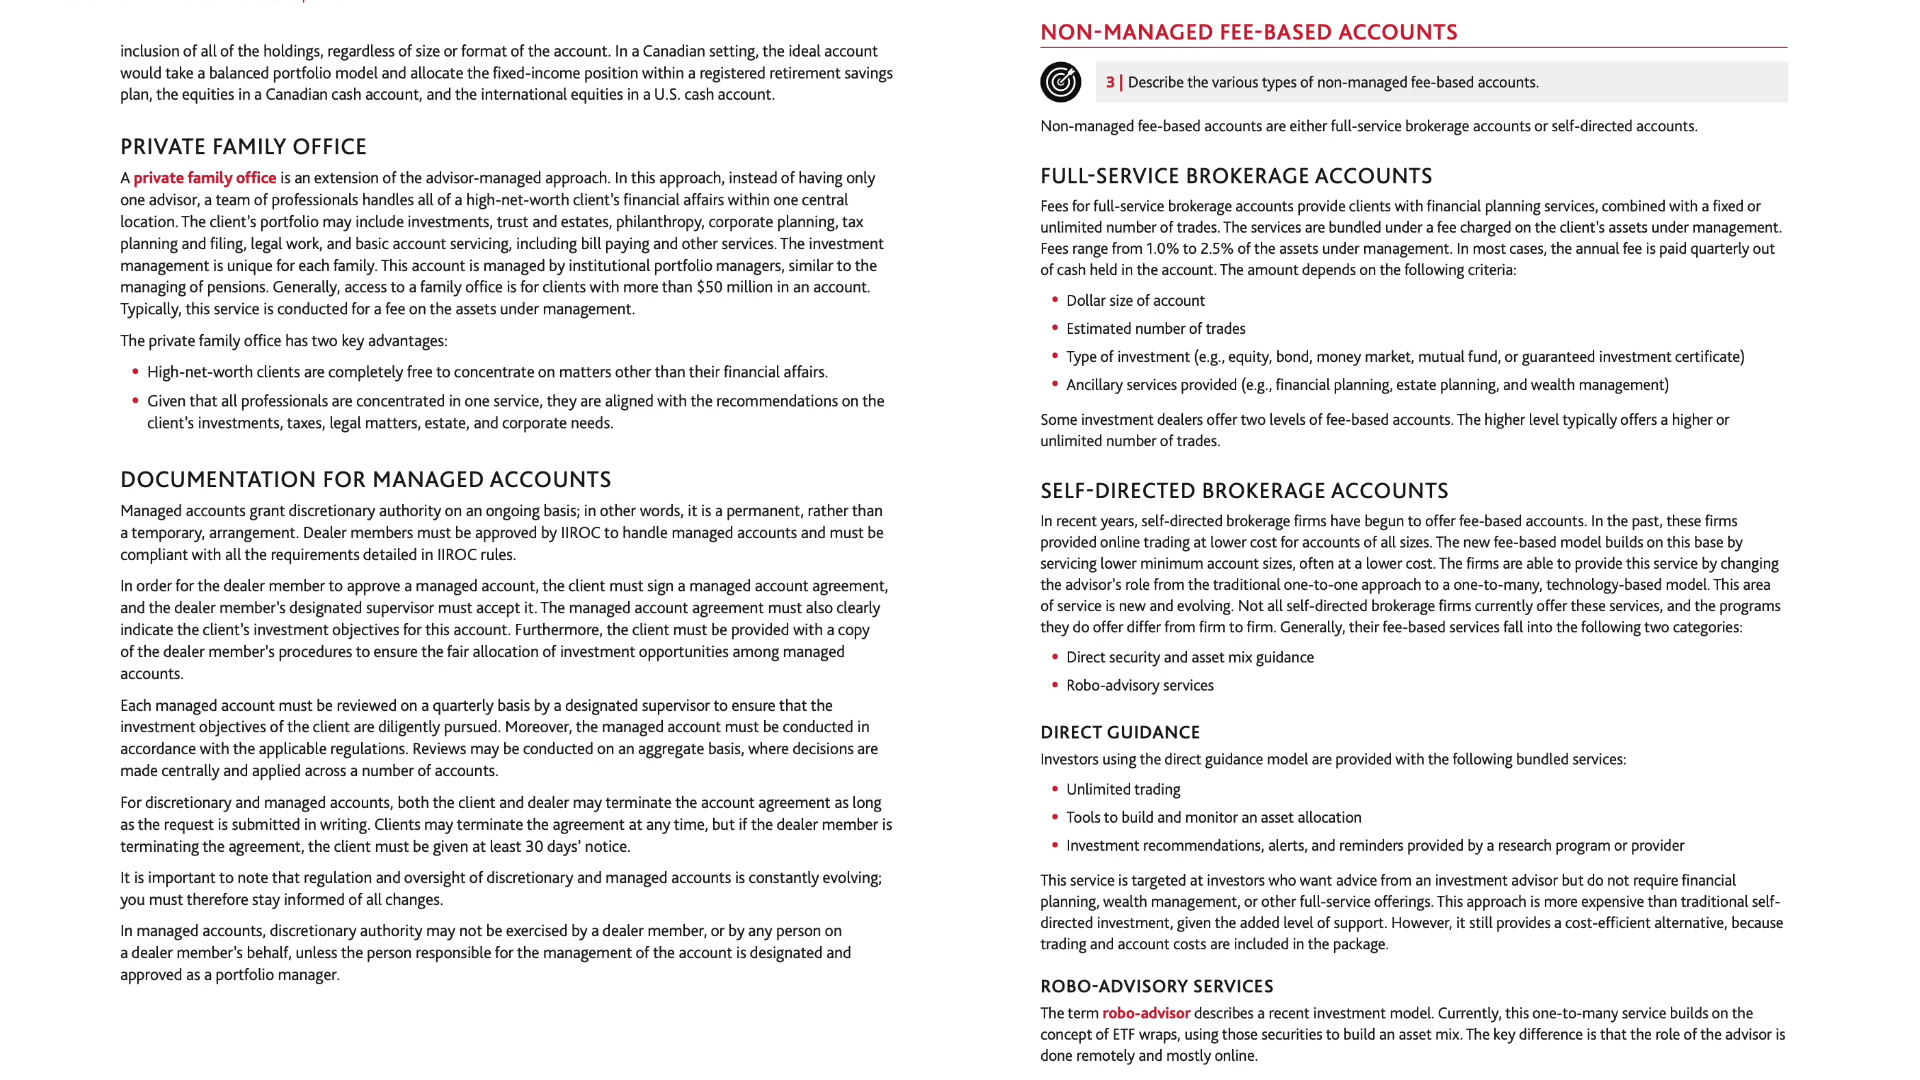 inclusion of all of the holdings, regardless of size or format of the account. In a Canadian setting, the ideal account
would take a balanced portfolio model and allocate the fixed-income position within a registered retirement savings
plan, the equities in a Canadian cash account, and the international equities in a U.S. cash account.
PRIVATE FAMILY OFFICE
A private family office is an extension of the advisor-managed approach. In this approach, instead of having only
one advisor, a team of professionals handles all of a high-net-worth client's financial affairs within one central
location. The client's portfolio may include investments, trust and estates, philanthropy, corporate planning, tax
planning and filing, legal work, and basic account servicing, including bill paying and other services. The investment
management is unique for each family. This account is managed by institutional portfolio managers, similar to the
managing of pensions. Generally, access to a family office is for clients with more than $50 million in an account.
Typically, this service is conducted for a fee on the assets under management.
The private family office has two key advantages:
• High-net-worth clients are completely free to concentrate on matters other than their financial affairs.
• Given that all professionals are concentrated in one service, they are aligned with the recommendations on the
client's investments, taxes, legal matters, estate, and corporate needs.
DOCUMENTATION FOR MANAGED ACCOUNTS
Managed accounts grant discretionary authority on an ongoing basis; in other words, it is a permanent, rather than
a temporary, arrangement. Dealer members must be approved by IIROC to handle managed accounts and must be
compliant with all the requirements detailed in IIROC rules.
In order for the dealer member to approve a managed account, the client must sign a managed account agreement,
and the dealer member's designated supervisor must accept it. The managed account agreement must also clearly
indicate the client's investment objectives for this account. Furthermore, the client must be provided with a copy
of the dealer member's procedures to ensure the fair allocation of investment opportunities among managed
accounts.
Each managed account must be reviewed on a quarterly basis by a designated supervisor to ensure that the
investment objectives of the client are diligently pursued. Moreover, the managed account must be conducted in
accordance with the applicable regulations. Reviews may be conducted on an aggregate basis, where decisions are
made centrally and applied across a number of accounts.
For discretionary and managed accounts, both the client and dealer may terminate the account agreement as long
as the request is submitted in writing. Clients may terminate the agreement at any time, but if the dealer member is
terminating the agreement, the client must be given at least 30 days' notice.
It is important to note that regulation and oversight of discretionary and managed accounts is constantly evolving;
you must therefore stay informed of all changes.
In managed accounts, discretionary authority may not be exercised by a dealer member, or by any person on
a dealer member's behalf, unless the person responsible for the management of the account is designated and
approved as a portfolio manager.
NON-MANAGED FEE-BASED ACCOUNTS
3 | Describe the various types of non-managed fee-based accounts.
Non-managed fee-based accounts are either full-service brokerage accounts or self-directed accounts.
FULL-SERVICE BROKERAGE ACCOUNTS
Fees for full-service brokerage accounts provide clients with financial planning services, combined with a fixed or
unlimited number of trades. The services are bundled under a fee charged on the client's assets under management.
Fees range from 1.0% to 2.5% of the assets under management. In most cases, the annual fee is paid quarterly out
of cash held in the account. The amount depends on the following criteria:
• Dollar size of account
• Estimated number of trades
• Type of investment (e.g., equity, bond, money market, mutual fund, or guaranteed investment certificate)
• Ancillary services provided (e.g., financial planning, estate planning, and wealth management)
Some investment dealers offer two levels of fee-based accounts. The higher level typically offers a higher or
unlimited number of trades.
SELF-DIRECTED BROKERAGE ACCOUNTS
In recent years, self-directed brokerage firms have begun to offer fee-based accounts. In the past, these firms
provided online trading at lower cost for accounts of all sizes. The new fee-based model builds on this base by
servicing lower minimum account sizes, often at a lower cost. The firms are able to provide this service by changing
the advisor's role from the traditional one-to-one approach to a one-to-many, technology-based model. This area
of service is new and evolving. Not all self-directed brokerage firms currently offer these services, and the programs
they do offer differ from firm to firm. Generally, their fee-based services fall into the following two categories:
• Direct security and asset mix guidance
• Robo-advisory services
DIRECT GUIDANCE
Investors using the direct guidance model are provided with the following bundled services:
• Unlimited trading
• Tools to build and monitor an asset allocation
• Investment recommendations, alerts, and reminders provided by a research program or provider
This service is targeted at investors who want advice from an investment advisor but do not require financial
planning, wealth management, or other full-service offerings. This approach is more expensive than traditional self-
directed investment, given the added level of support. However, it still provides a cost-efficient alternative, because
trading and account costs are included in the package.
ROBO-ADVISORY SERVICES
The term robo-advisor describes a recent investment model. Currently, this one-to-many service builds on the
concept of ETF wraps, using those securities to build an asset mix. The key difference is that the role of the advisor is
done remotely and mostly online.